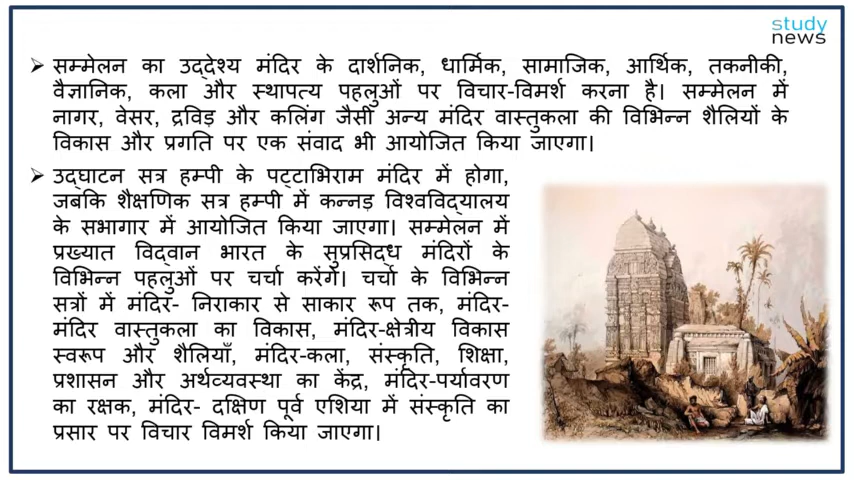 study
news
➢ सम्मेलन का उद्देश्य मंदिर के दार्शनिक, धार्मिक, सामाजिक, आर्थिक, तकनीकी,
वैज्ञानिक, कला और स्थापत्य पहलुओं पर विचार-विमर्श करना है। सम्मेलन में
नागर, वेसर, द्रविड़ और कलिंग जैसी अन्य मंदिर वास्तुकला की विभिन्न शैलियों के
विकास और प्रगति पर एक संवाद भी आयोजित किया जाएगा।
➢ उद्घाटन सत्र हम्पी के पट्टाभिराम मंदिर में होगा,
जबकि शैक्षणिक सत्र हम्पी में कन्नड़ विश्वविद्यालय
के सभागार में आयोजित किया जाएगा। सम्मेलन में
प्रख्यात विद्वान भारत के सुप्रसिद्ध मंदिरों के
विभिन्न पहलुओं पर चर्चा करेंगे। चर्चा के विभिन्न
सत्रों में मंदिर- निराकार से साकार रूप तक, मंदिर-
मंदिर वास्तुकला का विकास, मंदिर-क्षेत्रीय विकास
स्वरूप और शैलियाँ, मंदिर-कला, संस्कृति, शिक्षा,
प्रशासन और अर्थव्यवस्था का केंद्र, मंदिर-पर्यावरण
का रक्षक, मंदिर- दक्षिण पूर्व एशिया में संस्कृति का
प्रसार पर विचार विमर्श किया जाएगा।